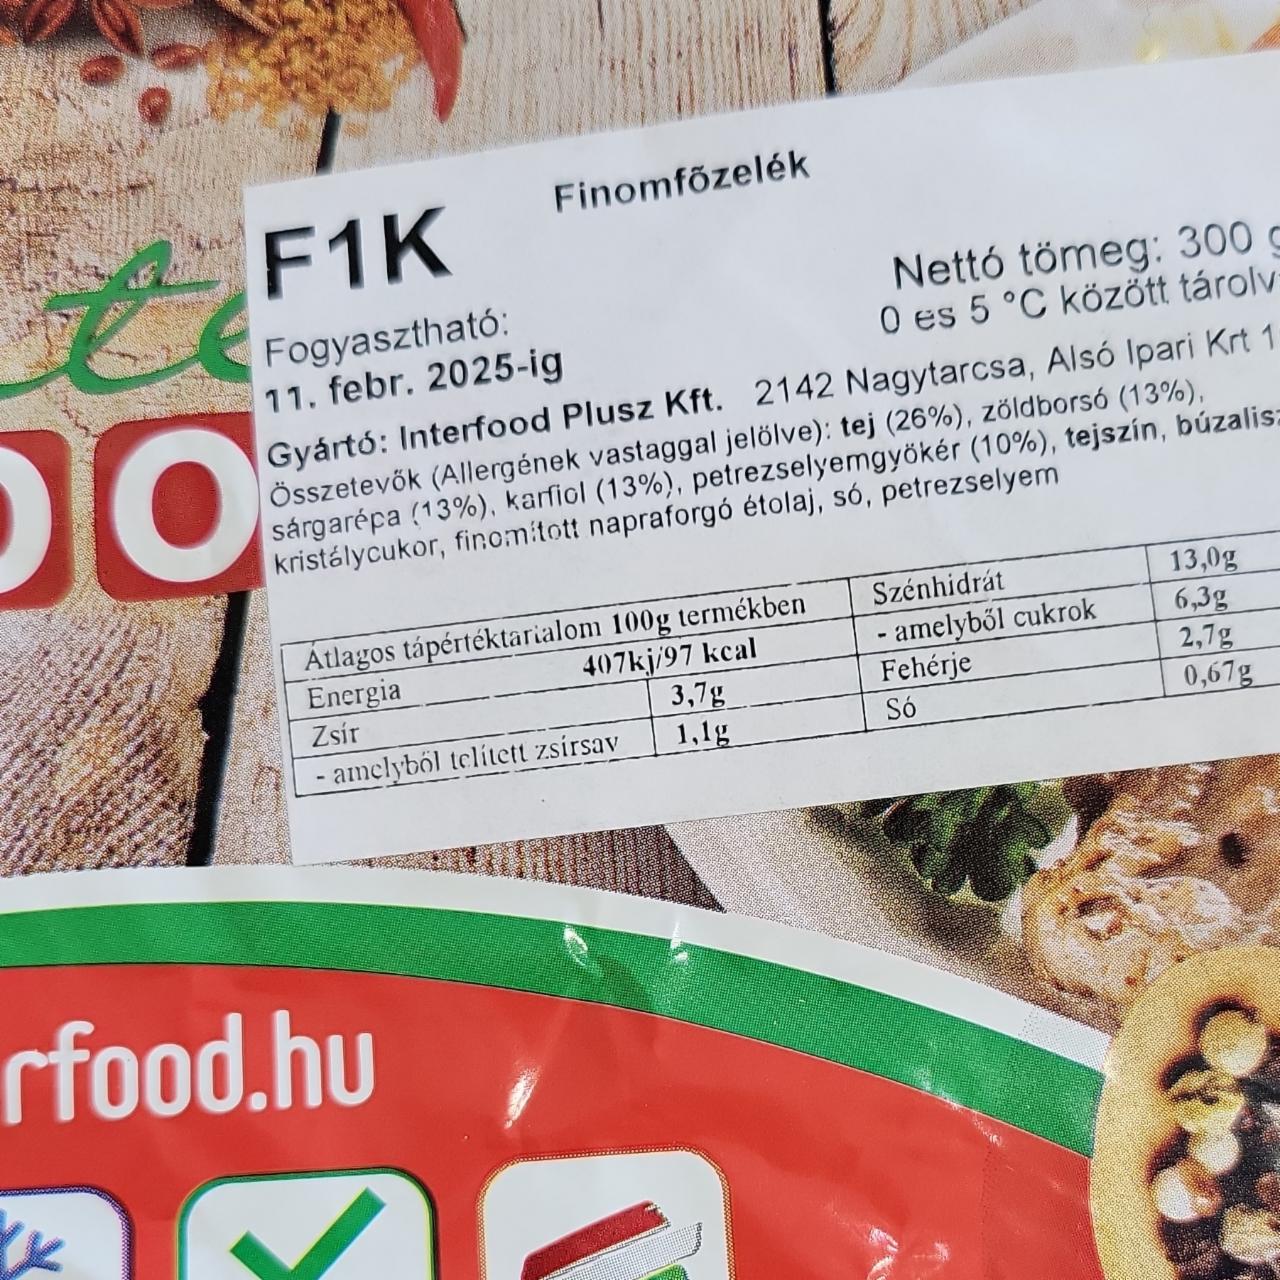 te
OO
F1K
Finomfõzelék
Nettó tömeg: 300 g
0 es 5 °C között tárolv
Fogyasztható:
11. febr. 2025-ig
Gyártó: Interfood Plusz Kft. 2142 Nagytarcsa, Alsó Ipari Krt 1
Összetevők (Allergének vastaggal jelölve): tej (26%), zöldborsó (13%),
sárgarépa (13%), karfiol (13%), petrezselyemgyökér (10%), tejszín, búzalis
kristálycukor, finomított napraforgó étolaj, só, petrezselyem
Átlagos tápértéktartalom 100g termékben
Energia 407kj/97 kcal
Zsír 3,7g
- amelyből telített zsírsav 1,1g
Szénhidrát 13,0g
- amelyből cukrok 6,3g
Fehérje 2,7g
Só 0,67g
rfood.hu